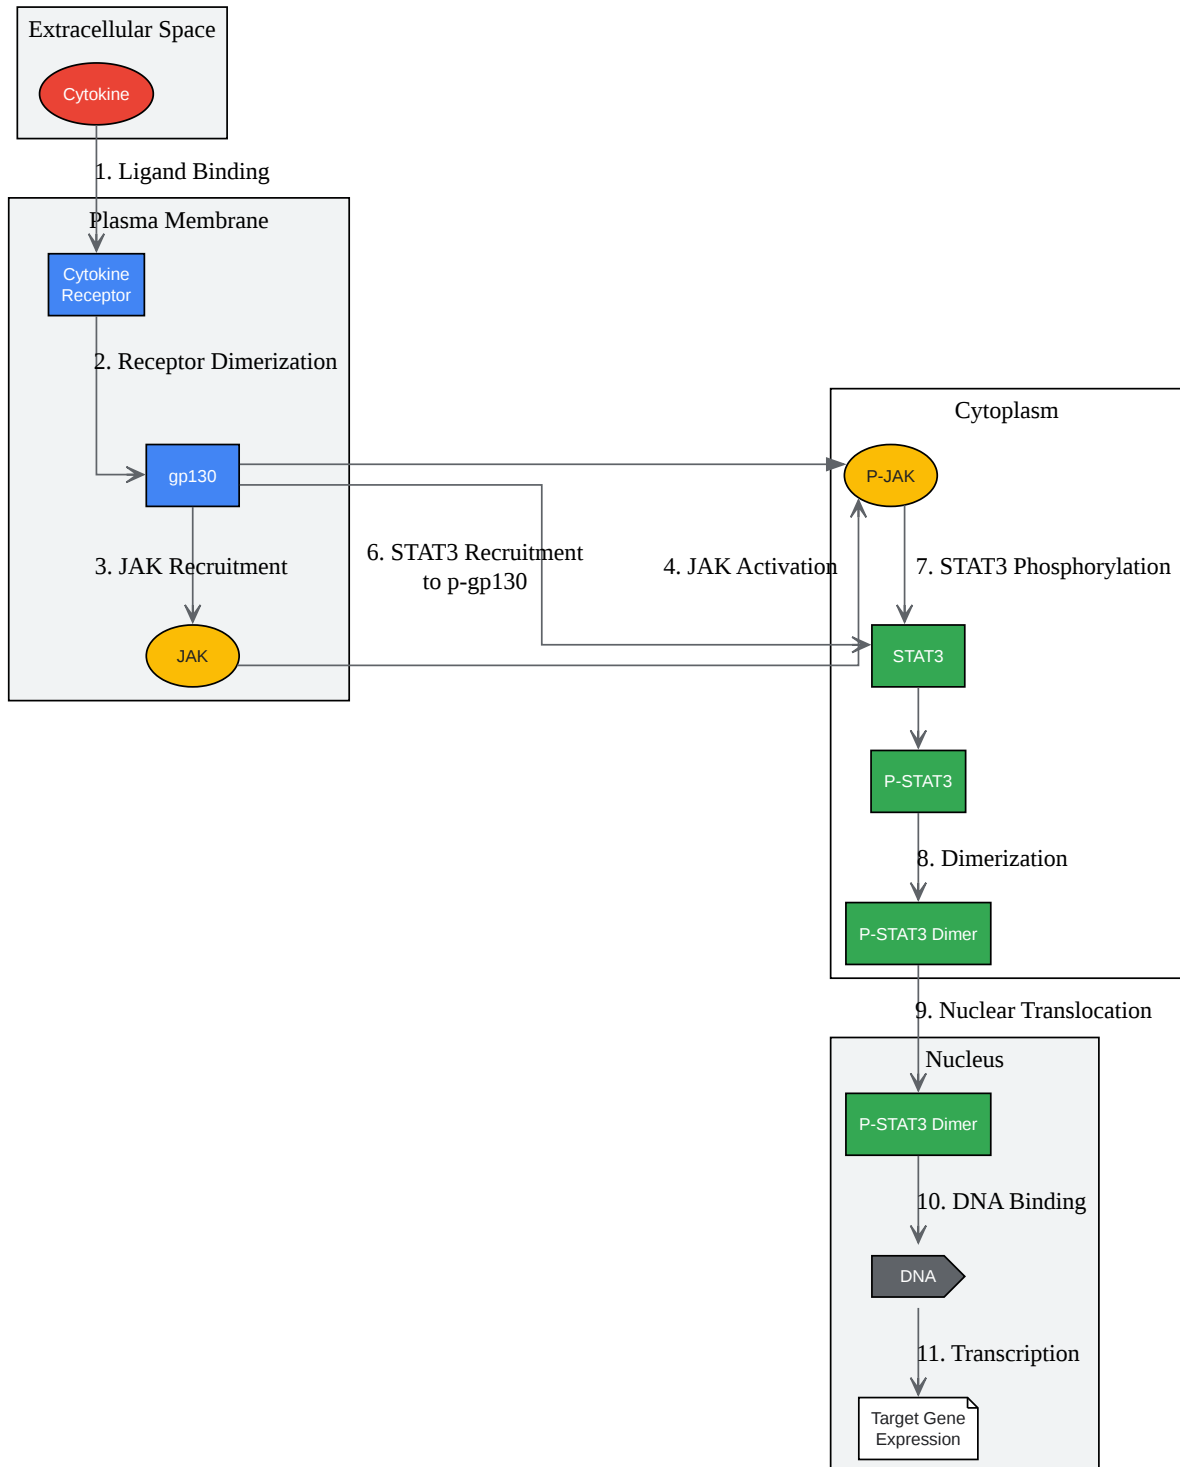 Extracellular Space
Cytokine
1. Ligand Binding
Plasma Membrane
Cytokine
Receptor
2. Receptor Dimerization
gp130
3. JAK Recruitment
JAK
6. STAT3 Recruitment
to p-gp130
4. JAK Activation
Cytoplasm
P-JAK
7. STAT3 Phosphorylation
STAT3
P-STAT3
8. Dimerization
P-STAT3 Dimer
9. Nuclear Translocation
Nucleus
P-STAT3 Dimer
10. DNA Binding
DNA
11. Transcription
Target Gene
Expression